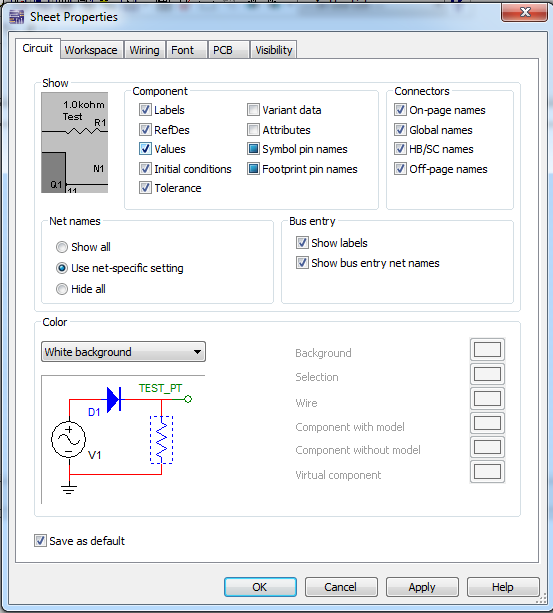 Sheet Properties
Circuit Workspace Wiring Font PCB Visibility
Show
1.0kohm
Test
R1
N1
Q1
11
Component
Labels
RefDes
Values
Initial conditions
Tolerance
Variant data
Attributes
Symbol pin names
Footprint pin names
Connectors
On-page names
Global names
HB/SC names
Off-page names
Net names
Show all
Use net-specific setting
Hide all
Bus entry
Show labels
Show bus entry net names
Color
White background
TEST_PT
D1
V1
Background
Selection
Wire
Component with model
Component without model
Virtual component
Save as default
OK Cancel Apply Help